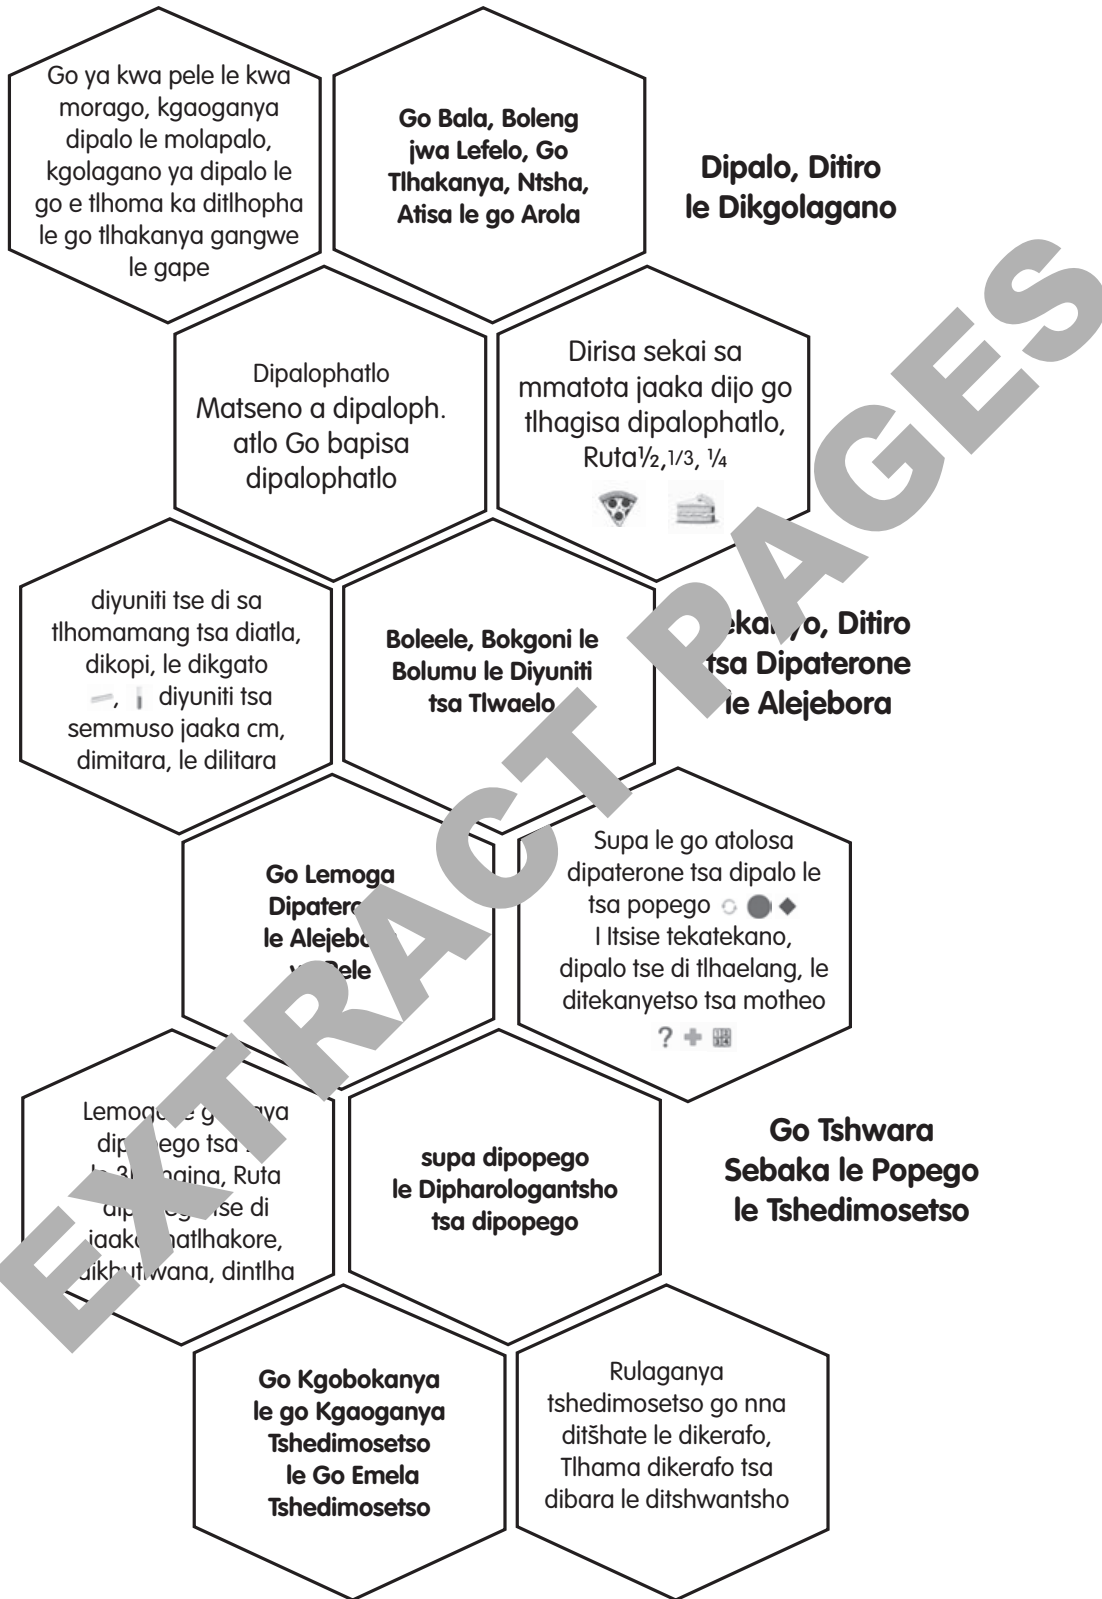 Go ya kwa pele le kwa
morago, kgaoganya
dipalo le molapalo,
kgolagano ya dipalo le
go e tlhoma ka ditlhopha
le go tlhakanya gangwe
le gape
Go Bala, Boleng
jwa Lefelo, Go
Tlhakanya, Ntsha,
Atisa le go Arola
Dipalo, Ditiro
le Dikgolagano
Dipalophatlo
Matseno a dipaloph.
atlo Go bapisa
dipalophatlo
Dirisa sekai sa
mmatota jaaka dijo go
tlhagisa dipalophatlo,
Ruta½,1/3, ¼
diyuniti tse di sa
tlhomamang tsa diatla,
dikopi, le dikgato
, diyuniti tsa
semmuso jaaka cm,
dimitara, le dilitara
Boleele, Bokgoni le
Bolumu le Diyuniti
tsa Tlwaelo
Ditiro
tsa Dipaterone
le Alejebora
Go Lemoga
le
Supa le go atolosa
dipaterone tsa dipalo le
tsa popego
I Itsise tekatekano,
dipalo tse di tlhaelang, le
ditekanyetso tsa motheo
? +
tsa
Ruta
di
dintlha
supa dipopego
le Dipharologantsho
tsa dipopego
Go Tshwara
Sebaka le Popego
le Tshedimosetso
Go Kgobokanya
le go Kgaoganya
Tshedimosetso
le Go Emela
Tshedimosetso
Rulaganya
tshedimosetso go nna
ditšhate le dikerafo,
Tlhama dikerafo tsa
dibara le ditshwantsho
EXTRACT PAGES